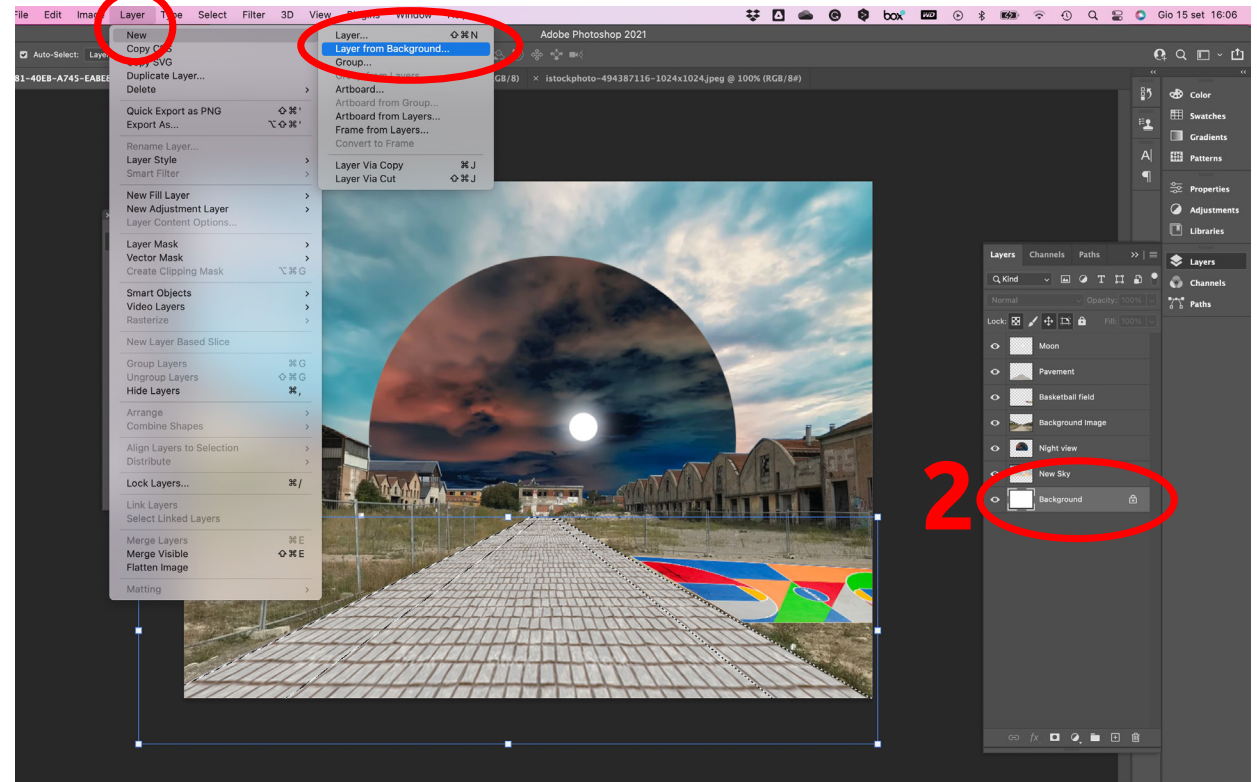 File Edit Layer Select Filter 3D View Window
box
Gio 15 set 16:06
Adobe Photoshop 2021
Auto-Select:
× istockphoto-494387116-1024x1024.jpeg @ 100% (RGB/8#)
New
Copy CSS
Copy SVG
Duplicate Layer...
Delete
Quick Export as PNG ⇧⌘'
Export As... ⌥⇧⌘'
Rename Layer...
Layer Style
Smart Filter
New Fill Layer
New Adjustment Layer
Layer Content Options...
Layer Mask
Vector Mask
Create Clipping Mask ⌥⌘G
Smart Objects
Video Layers
Rasterize
New Layer Based Slice
Group Layers ⌘G
Ungroup Layers ⇧⌘G
Hide Layers ⌘,
Arrange
Combine Shapes
Align Layers to Selection
Distribute
Lock Layers... ⌘/
Link Layers
Select Linked Layers
Merge Layers ⌘E
Merge Visible ⇧⌘E
Flatten Image
Matting
Layer... ⇧⌘N
Layer from Background...
Group...
Group from Layers...
Artboard...
Artboard from Group...
Artboard from Layers...
Frame from Layers...
Convert to Frame
Layer Via Copy ⌘J
Layer Via Cut ⇧⌘J
2
Layers Channels Paths
Kind
Normal Opacity: 100%
Lock: Fill: 100%
Moon
Pavement
Basketball field
Background Image
Night view
New Sky
Background
Color
Swatches
Gradients
Patterns
Properties
Adjustments
Libraries
Layers
Channels
Paths